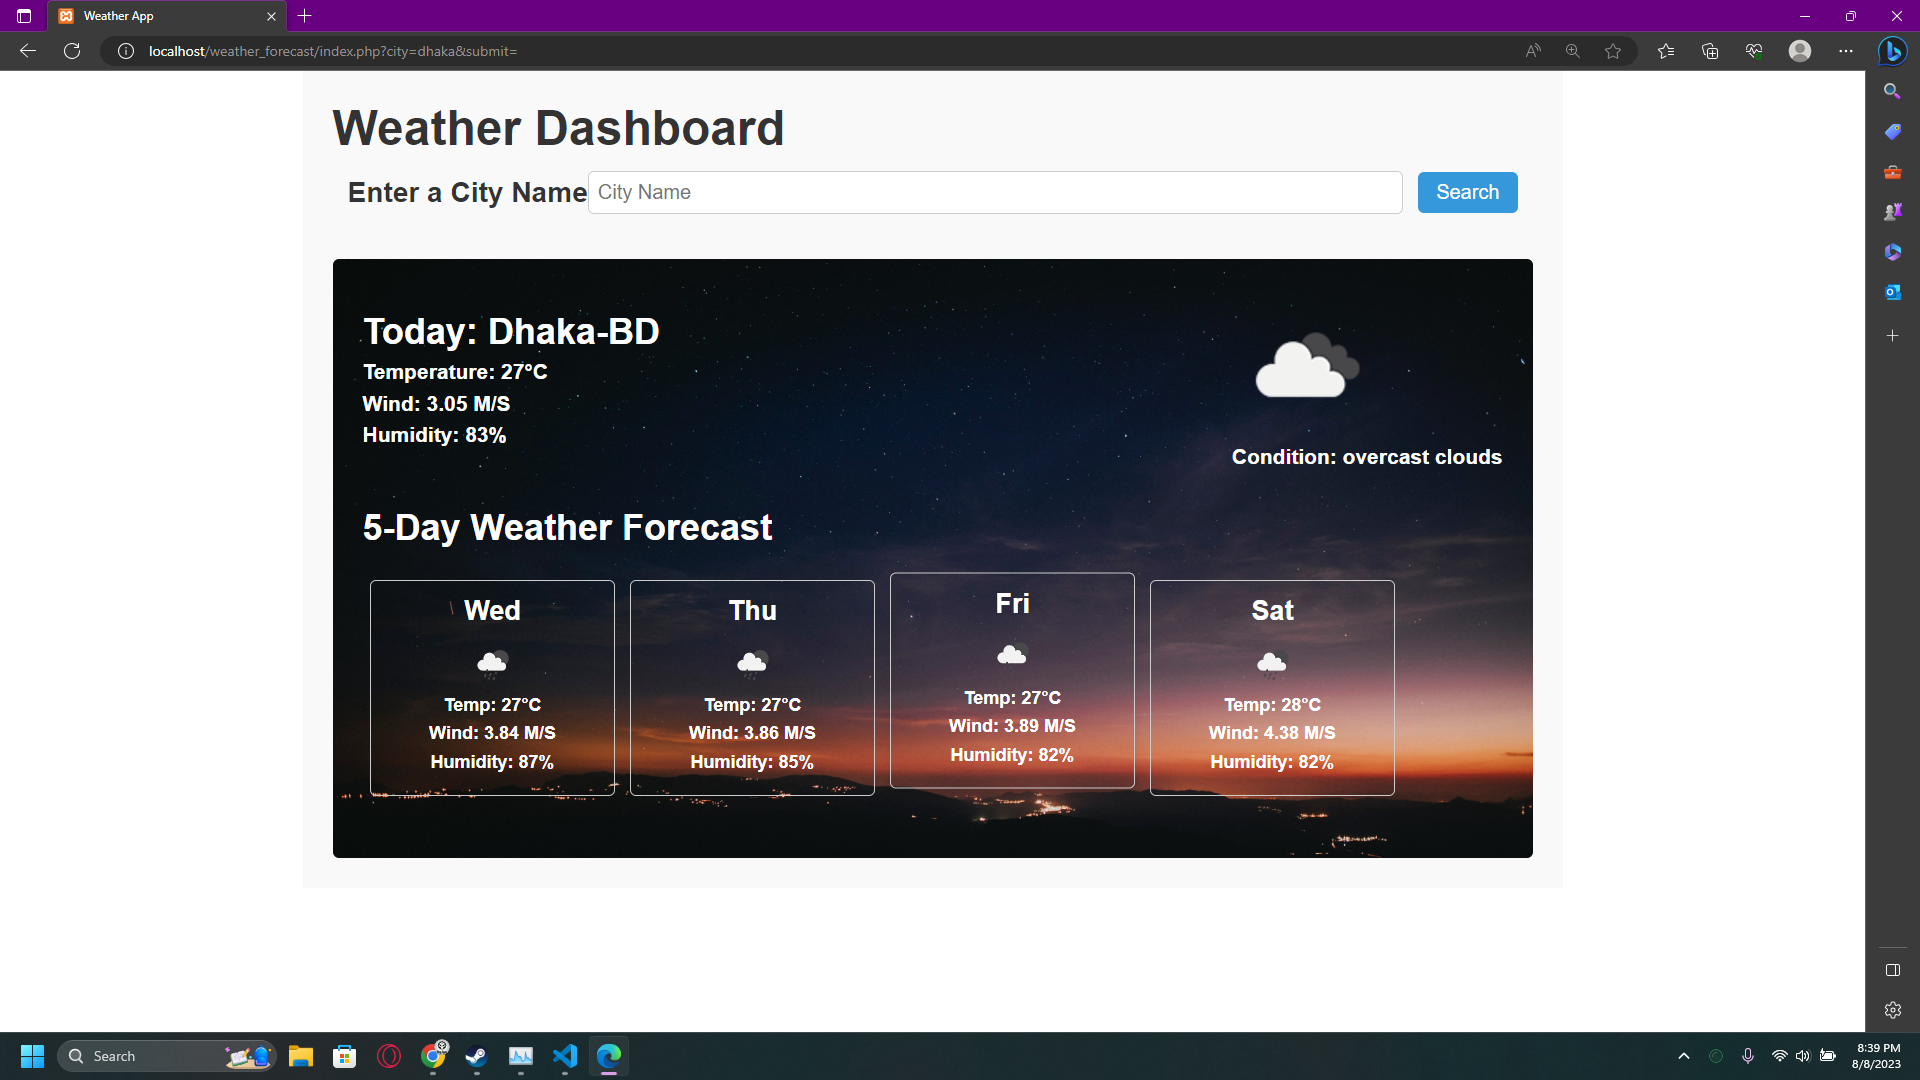 Weather App
localhost/weather_forecast/index.php?city=dhaka&submit=
Weather Dashboard
Enter a City Name
City Name
Search
Today: Dhaka-BD
Temperature: 27°C
Wind: 3.05 M/S
Humidity: 83%
Condition: overcast clouds
5-Day Weather Forecast
Wed
Temp: 27°C
Wind: 3.84 M/S
Humidity: 87%
Thu
Temp: 27°C
Wind: 3.86 M/S
Humidity: 85%
Fri
Temp: 27°C
Wind: 3.89 M/S
Humidity: 82%
Sat
Temp: 28°C
Wind: 4.38 M/S
Humidity: 82%
Search
8:39 PM
8/8/2023